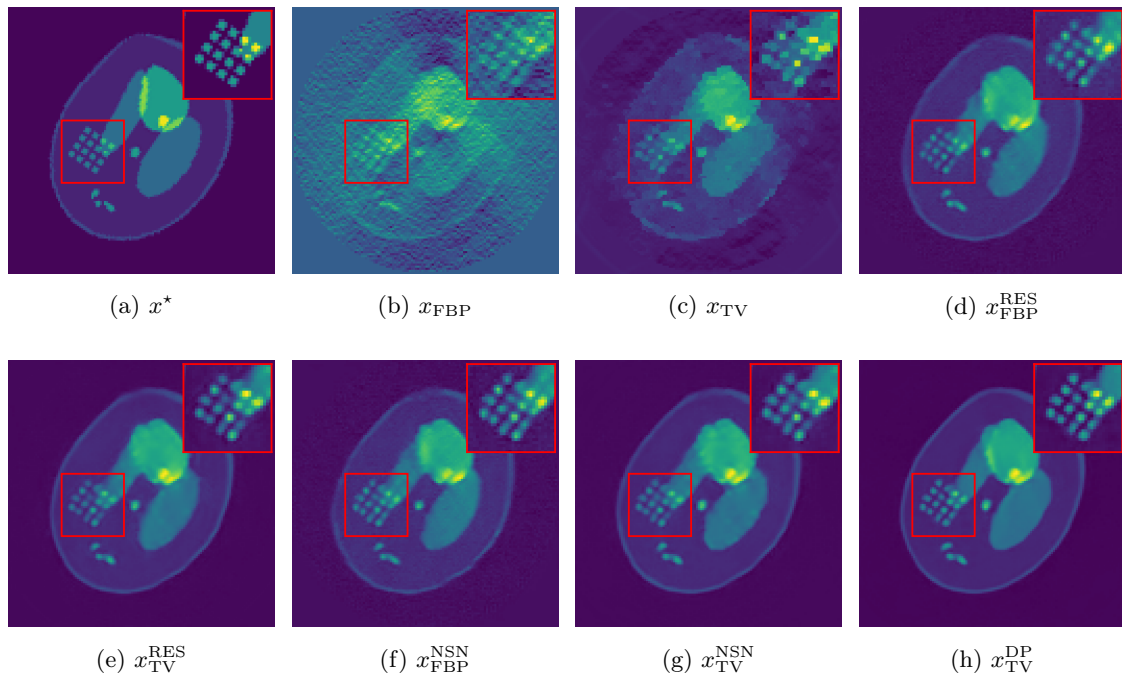 (a) x⋆
(b) x_FBP
(c) x_TV
(d) x_FBP^RES
(e) x_TV^RES
(f) x_FBP^NSN
(g) x_TV^NSN
(h) x_TV^DP